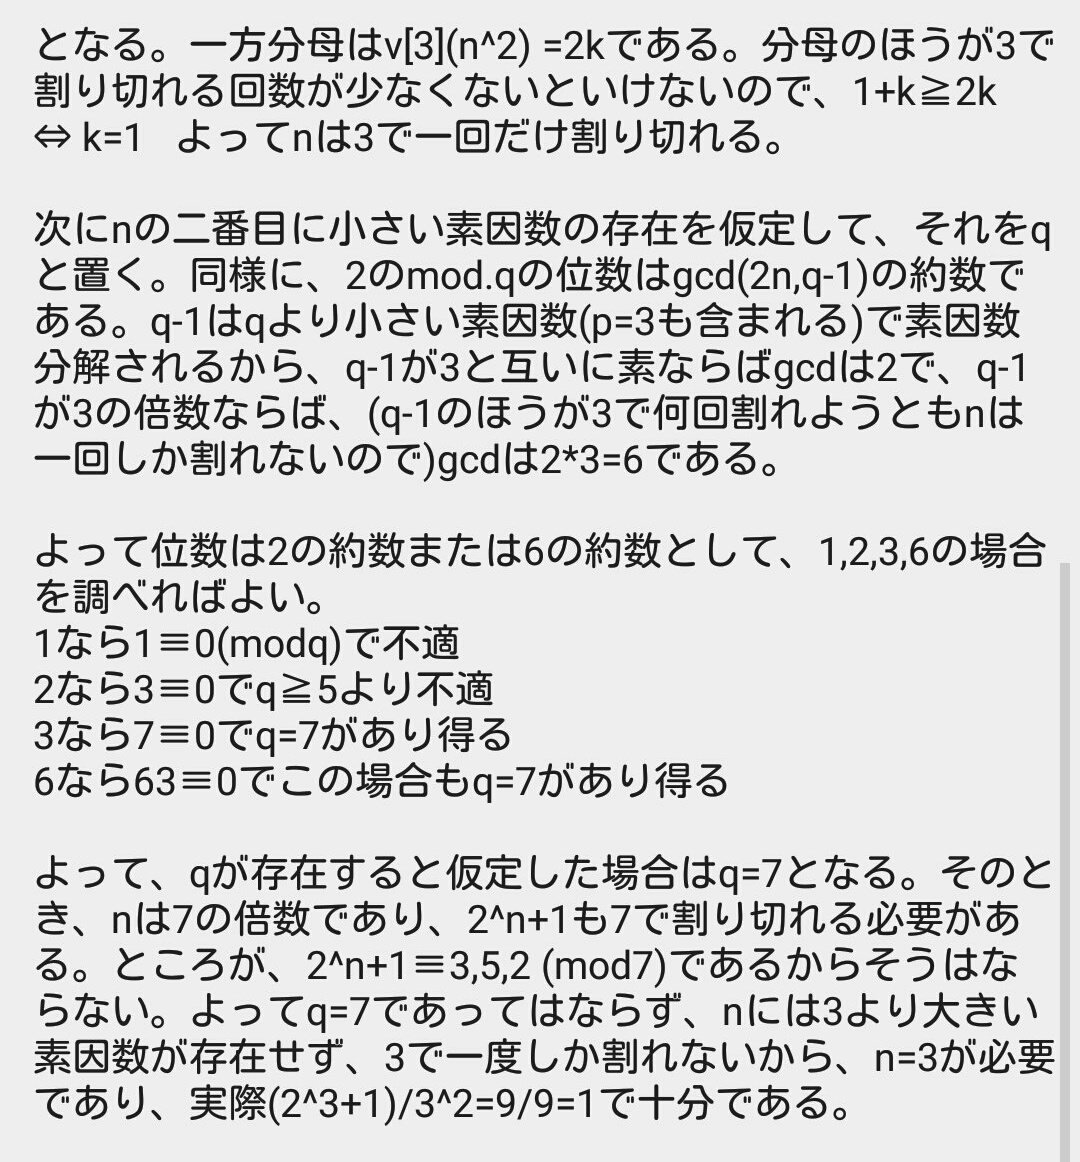 となる。一方分母はv[3](n^2) =2kである。分母のほうが3で
割り切れる回数が少なくないといけないので、1+k≧2k
⇔ k=1 よってnは3で一回だけ割り切れる。
次にnの二番目に小さい素因数の存在を仮定して、それをq
と置く。同様に、2のmod.qの位数はgcd(2n,q-1)の約数で
ある。q-1はqより小さい素因数(p=3も含まれる)で素因数
分解されるから、q-1が3と互いに素ならばgcdは2で、q-1
が3の倍数ならば、(q-1のほうが3で何回割れようともnは
一回しか割れないので)gcdは2*3=6である。
よって位数は2の約数または6の約数として、1,2,3,6の場合
を調べればよい。
1なら1≡0(modq)で不適
2なら3≡0でq≧5より不適
3なら7≡0でq=7があり得る
6なら63≡0でこの場合もq=7があり得る
よって、qが存在すると仮定した場合はq=7となる。そのと
き、nは7の倍数であり、2^n+1も7で割り切れる必要があ
る。ところが、2^n+1≡3,5,2 (mod7)であるからそうはな
らない。よってq=7であってはならず、nには3より大きい
素因数が存在せず、3で一度しか割れないから、n=3が必要
であり、実際(2^3+1)/3^2=9/9=1で十分である。